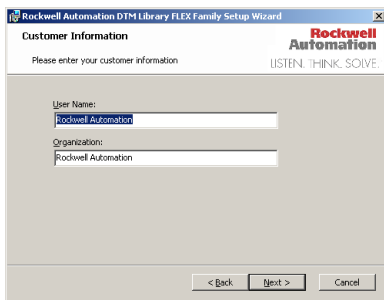 Rockwell Automation DTM Library FLEX Family Setup Wizard
Customer Information
Please enter your customer information
Rockwell
Automation
LISTEN. THINK. SOLVE.
User Name:
Rockwell Automation
Organization:
Rockwell Automation
< Back
Next >
Cancel